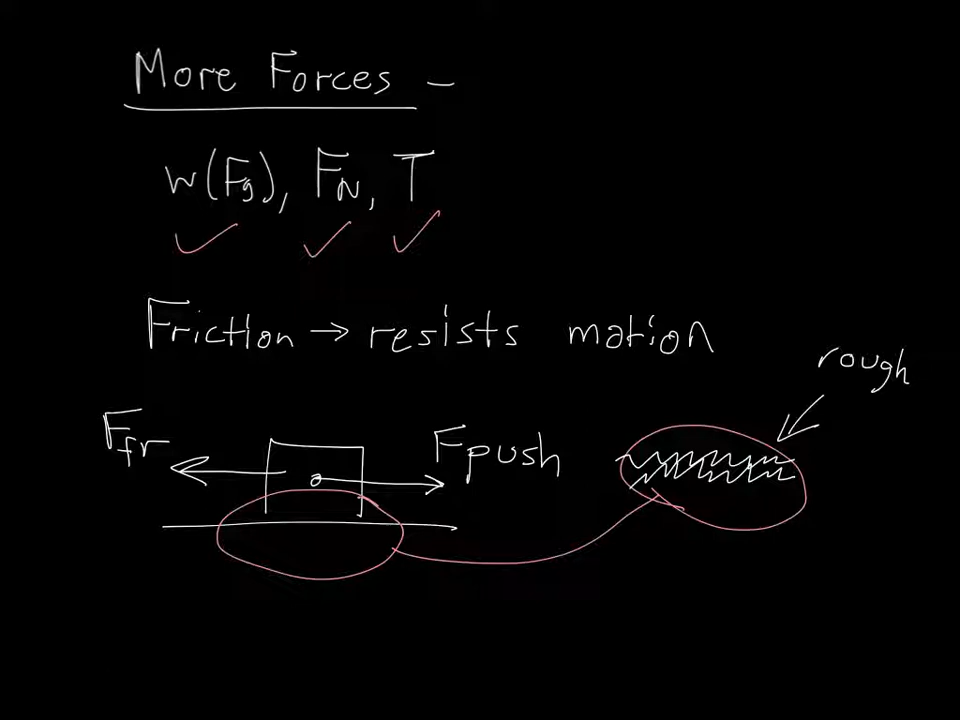 More Forces –
w(Fg), FN, T
Friction → resists motion
rough
Ffr
Fpush